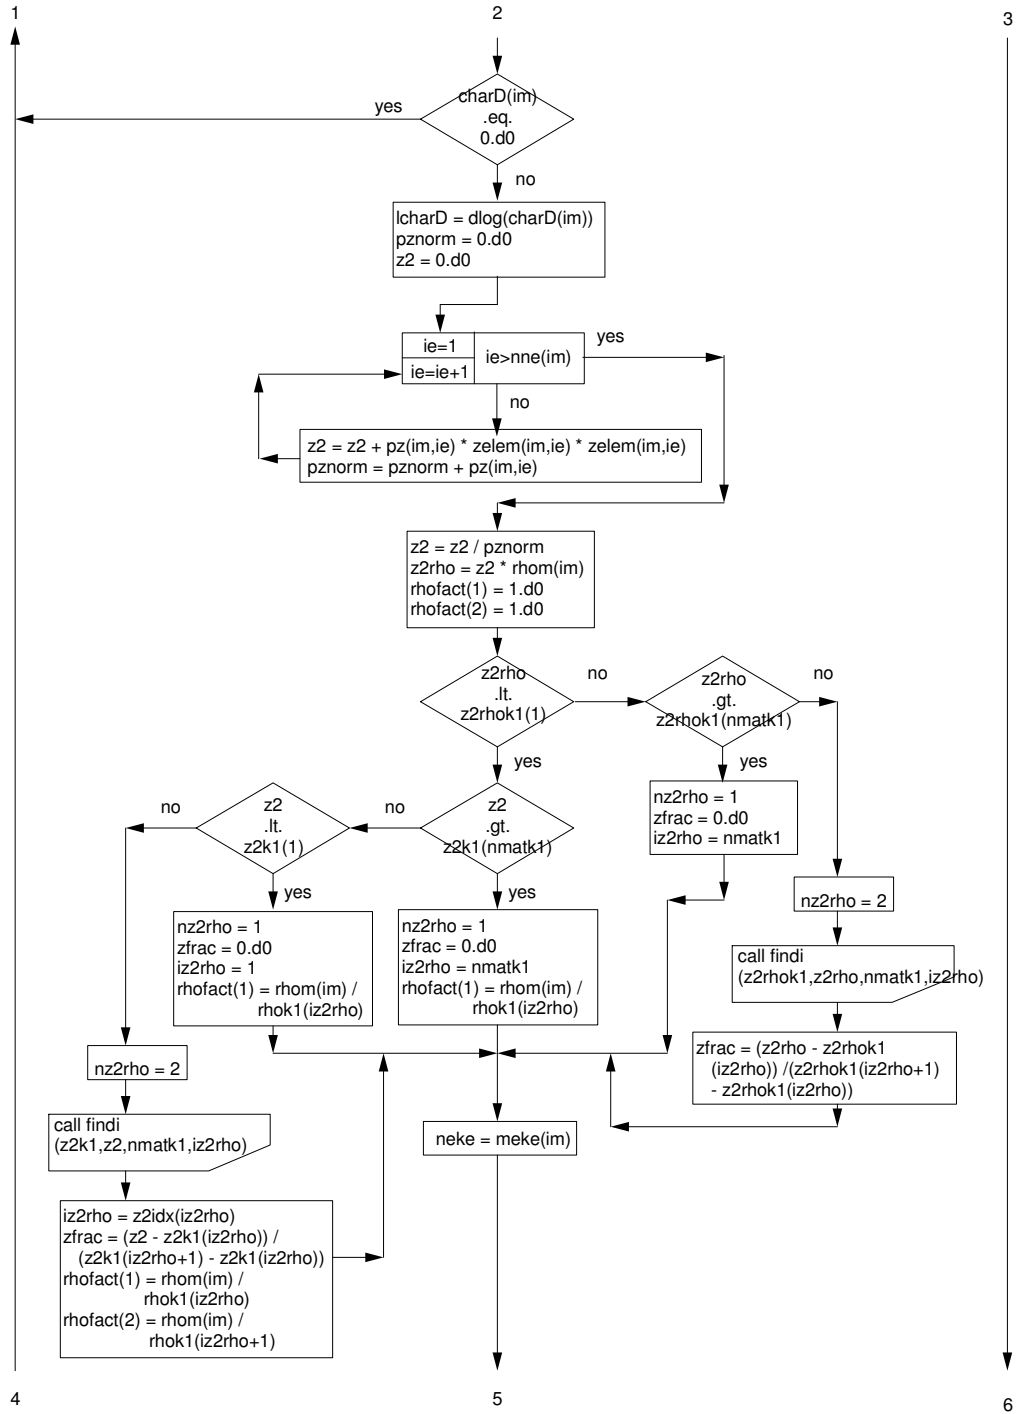 1
2
3
charD(im)
.eq.
0.d0
yes
no
lcharD = dlog(charD(im))
pznorm = 0.d0
z2 = 0.d0
ie=1
ie=ie+1
ie>nne(im)
yes
no
z2 = z2 + pz(im,ie) * zelem(im,ie) * zelem(im,ie)
pznorm = pznorm + pz(im,ie)
z2 = z2 / pznorm
z2rho = z2 * rhom(im)
rhofact(1) = 1.d0
rhofact(2) = 1.d0
z2rho
.lt.
z2rhok1(1)
no
z2rho
.gt.
z2rhok1(nmatk1)
no
yes
yes
nz2rho = 1
zfrac = 0.d0
iz2rho = nmatk1
no
z2
.lt.
z2k1(1)
no
z2
.gt.
z2k1(nmatk1)
yes
yes
nz2rho = 2
nz2rho = 1
zfrac = 0.d0
iz2rho = 1
rhofact(1) = rhom(im) /
rhok1(iz2rho)
nz2rho = 1
zfrac = 0.d0
iz2rho = nmatk1
rhofact(1) = rhom(im) /
rhok1(iz2rho)
call findi
(z2rhok1,z2rho,nmatk1,iz2rho)
zfrac = (z2rho - z2rhok1
(iz2rho)) /(z2rhok1(iz2rho+1)
- z2rhok1(iz2rho))
nz2rho = 2
call findi
(z2k1,z2,nmatk1,iz2rho)
neke = meke(im)
iz2rho = z2idx(iz2rho)
zfrac = (z2 - z2k1(iz2rho)) /
(z2k1(iz2rho+1) - z2k1(iz2rho))
rhofact(1) = rhom(im) /
rhok1(iz2rho)
rhofact(2) = rhom(im) /
rhok1(iz2rho+1)
4
5
6